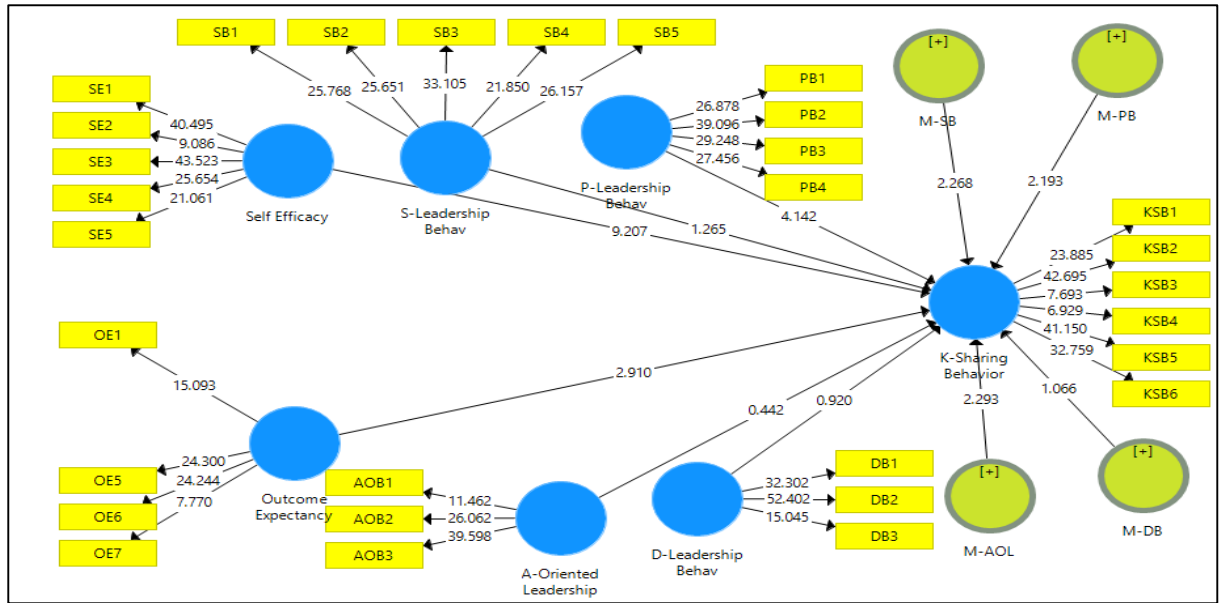 SB1
SB2
SB3
SB4
SB5
[+]
[+]
SE1
SE2
SE3
SE4
SE5
25.768
25.651
33.105
21.850
26.157
PB1
PB2
PB3
PB4
26.878
39.096
29.248
27.456
M-SB
M-PB
40.495
9.086
43.523
25.654
21.061
Self Efficacy
S-Leadership
Behav
P-Leadership
Behav
4.142
2.268
2.193
9.207
1.265
KSB1
KSB2
KSB3
KSB4
KSB5
KSB6
23.885
42.695
7.693
6.929
41.150
32.759
K-Sharing
Behavior
OE1
15.093
2.910
0.442
0.920
2.293
1.066
OE5
OE6
OE7
24.300
24.244
7.770
Outcome
Expectancy
AOB1
AOB2
AOB3
11.462
26.062
39.598
A-Oriented
Leadership
D-Leadership
Behav
32.302
52.402
15.045
DB1
DB2
DB3
[+]
M-AOL
[+]
M-DB